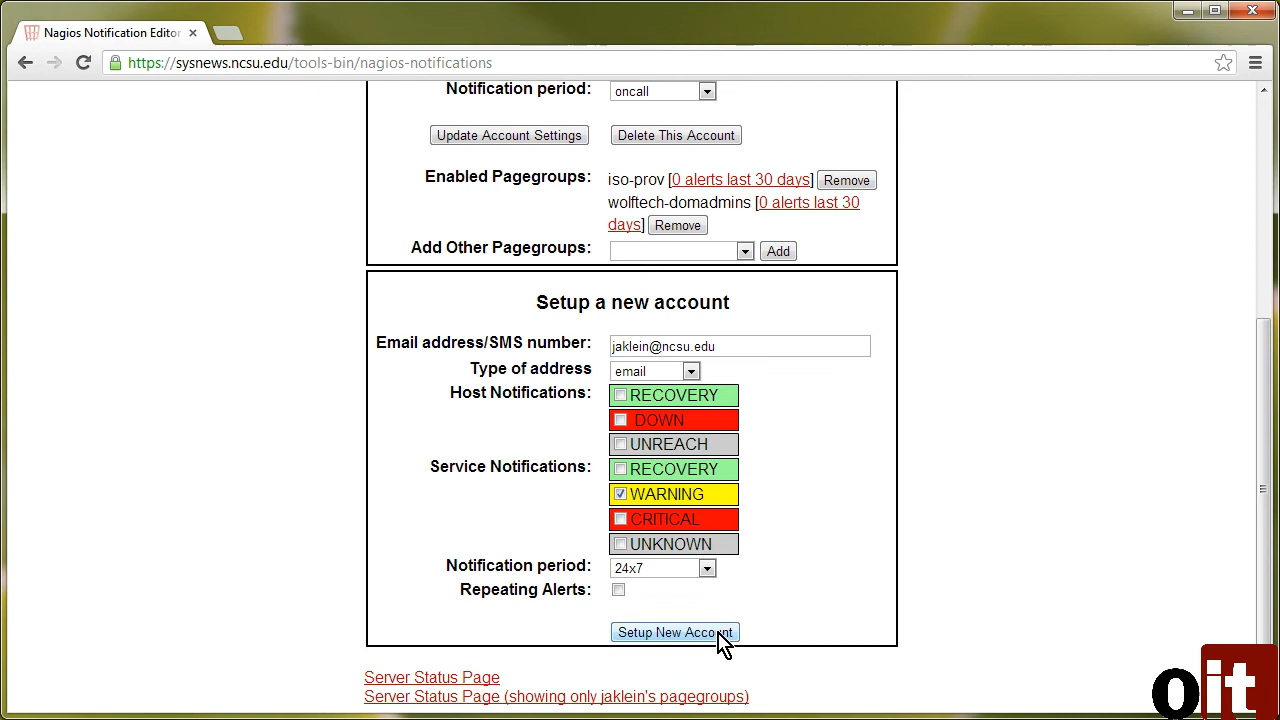 Nagios Notification Editor
https://sysnews.ncsu.edu/tools-bin/nagios-notifications
Notification period: oncall
Update Account Settings Delete This Account
Enabled Pagegroups: iso-prov [0 alerts last 30 days] Remove
wolftech-domadmins [0 alerts last 30
days] Remove
Add Other Pagegroups: Add
Setup a new account
Email address/SMS number: jaklein@ncsu.edu
Type of address email
Host Notifications: RECOVERY
DOWN
UNREACH
Service Notifications: RECOVERY
WARNING
CRITICAL
UNKNOWN
Notification period: 24x7
Repeating Alerts:
Setup New Account
Server Status Page
Server Status Page (showing only jaklein's pagegroups)
oit